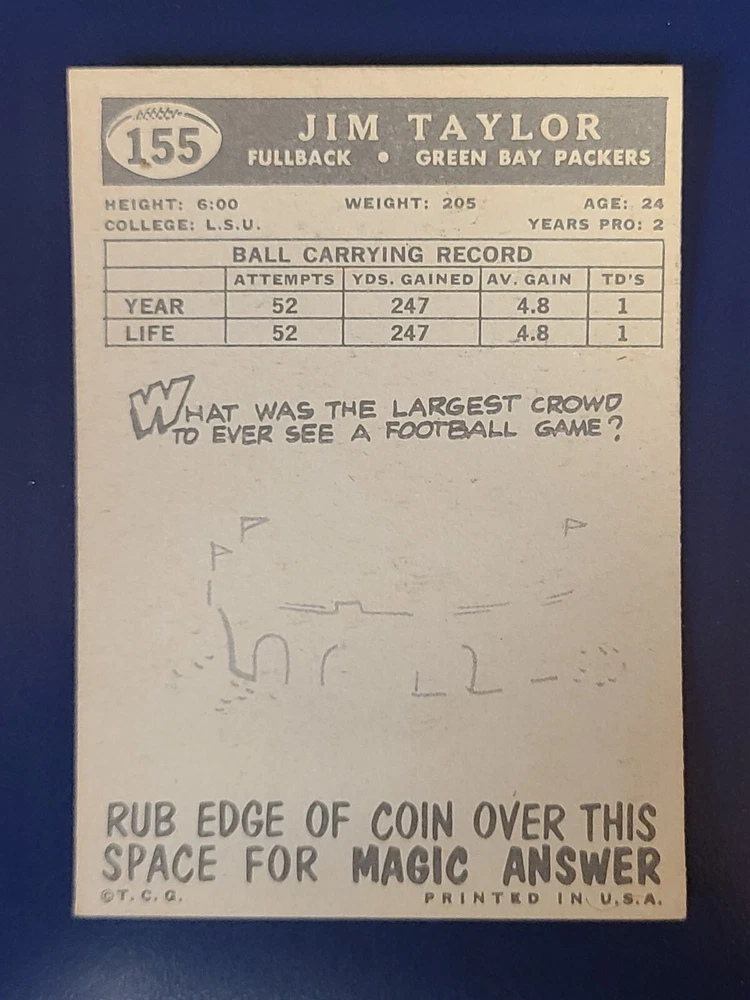 155
JIM TAYLOR
FULLBACK • GREEN BAY PACKERS
HEIGHT: 6:00 WEIGHT: 205 AGE: 24
COLLEGE: L.S.U. YEARS PRO: 2
BALL CARRYING RECORD
ATTEMPTS YDS. GAINED AV. GAIN TD'S
YEAR 52 247 4.8 1
LIFE 52 247 4.8 1
WHAT WAS THE LARGEST CROWD
TO EVER SEE A FOOTBALL GAME?
RUB EDGE OF COIN OVER THIS
SPACE FOR MAGIC ANSWER
©T.C.G. PRINTED IN U.S.A.